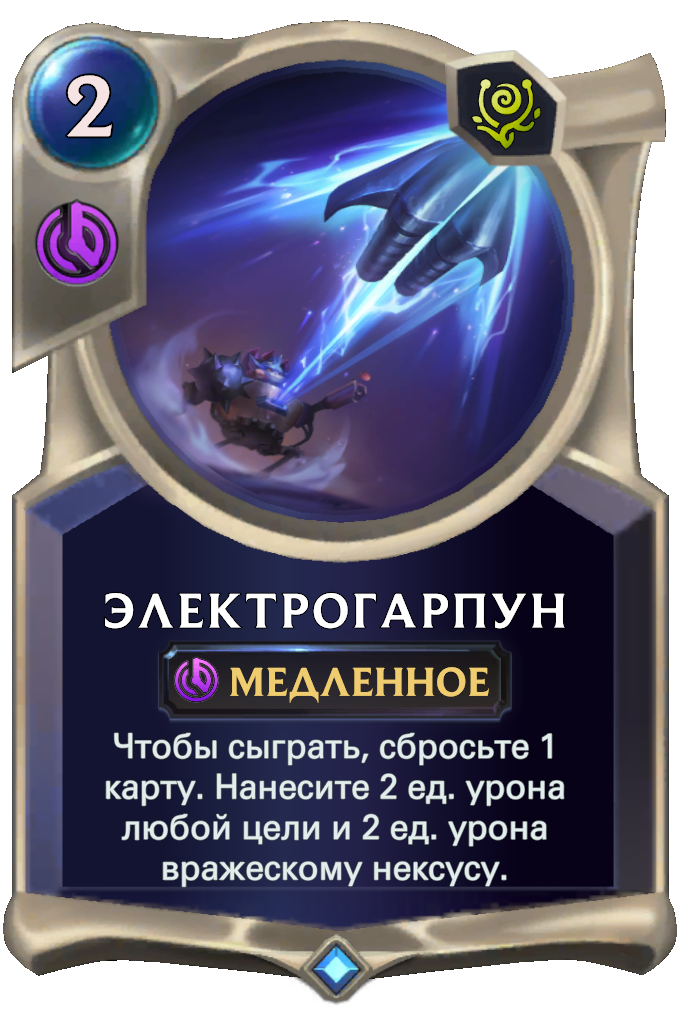 2
ЭЛЕКТРОГАРПУН
МЕДЛЕННОЕ
Чтобы сыграть, сбросьте 1
карту. Нанесите 2 ед. урона
любой цели и 2 ед. урона
вражескому нексусу.